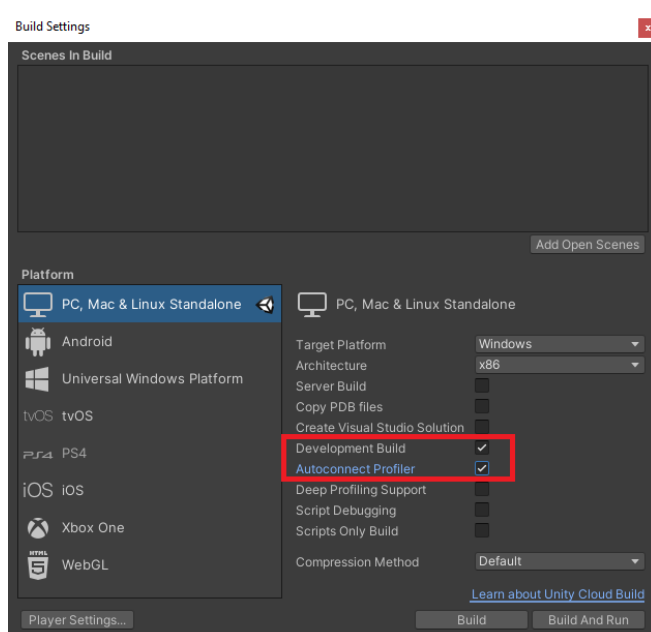 Build Settings
x
Scenes In Build
Add Open Scenes
Platform
PC, Mac & Linux Standalone
Android
Universal Windows Platform
tvOS tvOS
PS4 PS4
iOS iOS
Xbox One
HTML 5 WebGL
PC, Mac & Linux Standalone
Target Platform Windows
Architecture x86
Server Build
Copy PDB files
Create Visual Studio Solution
Development Build
Autoconnect Profiler
Deep Profiling Support
Script Debugging
Scripts Only Build
Compression Method Default
Learn about Unity Cloud Build
Player Settings... Build Build And Run